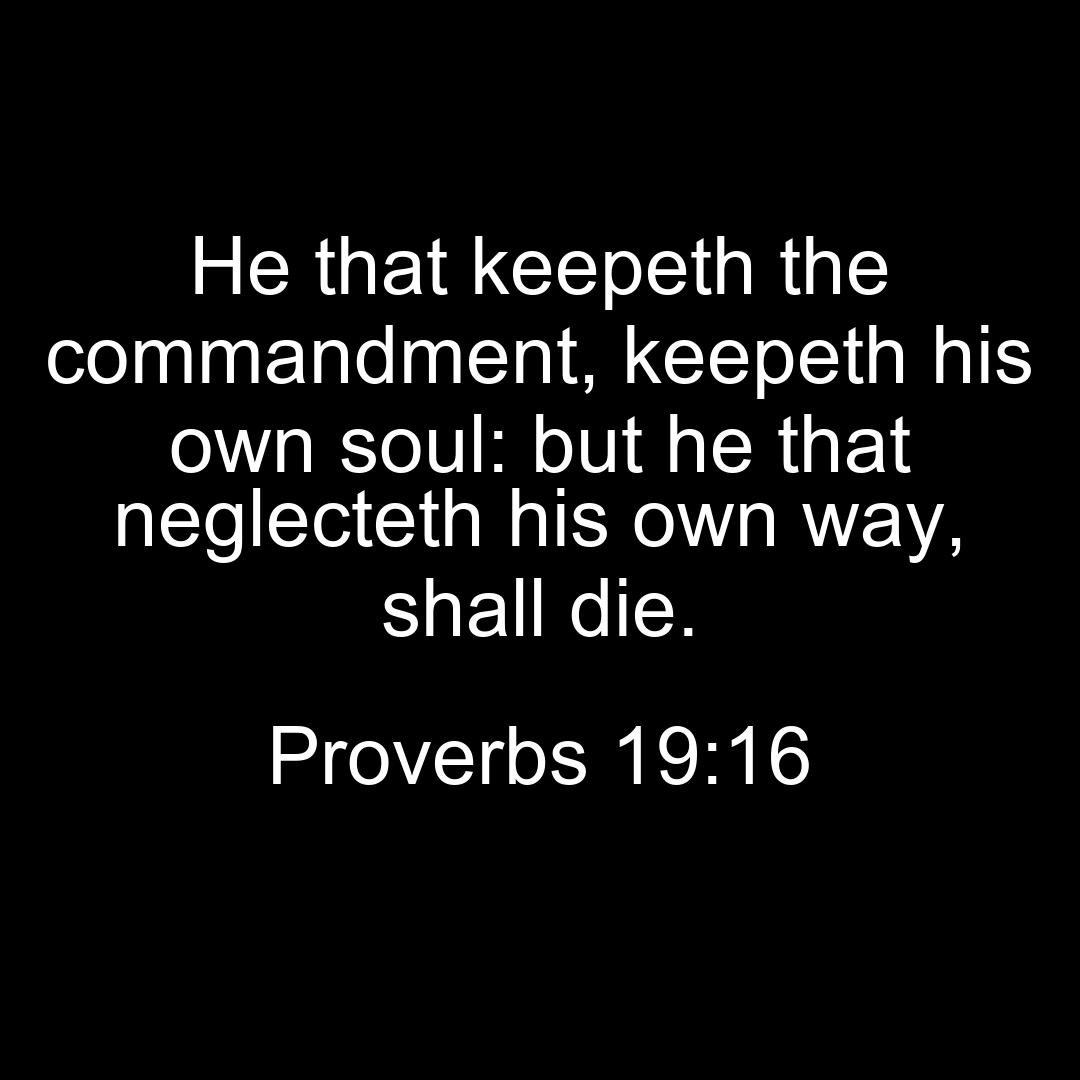 He that keepeth the
commandment, keepeth his
own soul: but he that
neglecteth his own way,
shall die.
Proverbs 19:16